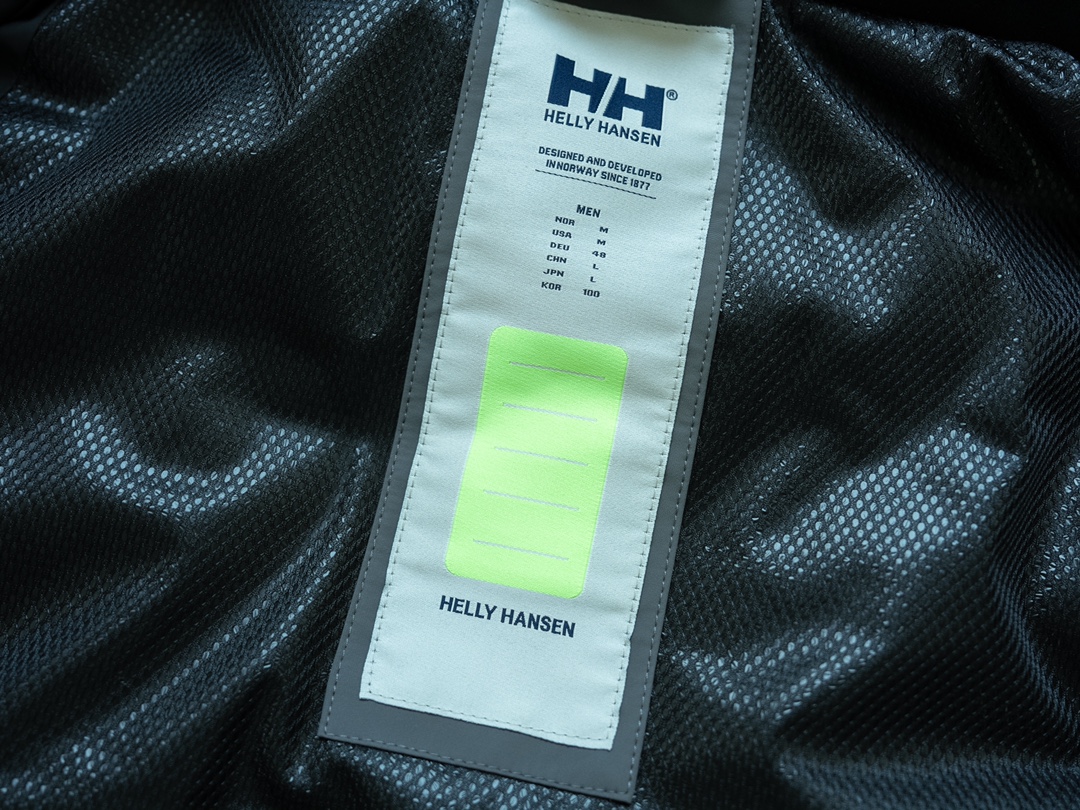 HH®
HELLY HANSEN
DESIGNED AND DEVELOPED
IN NORWAY SINCE 1877
MEN
NOR M
USA M
DEU 48
CHN L
JPN L
KOR 100
HELLY HANSEN